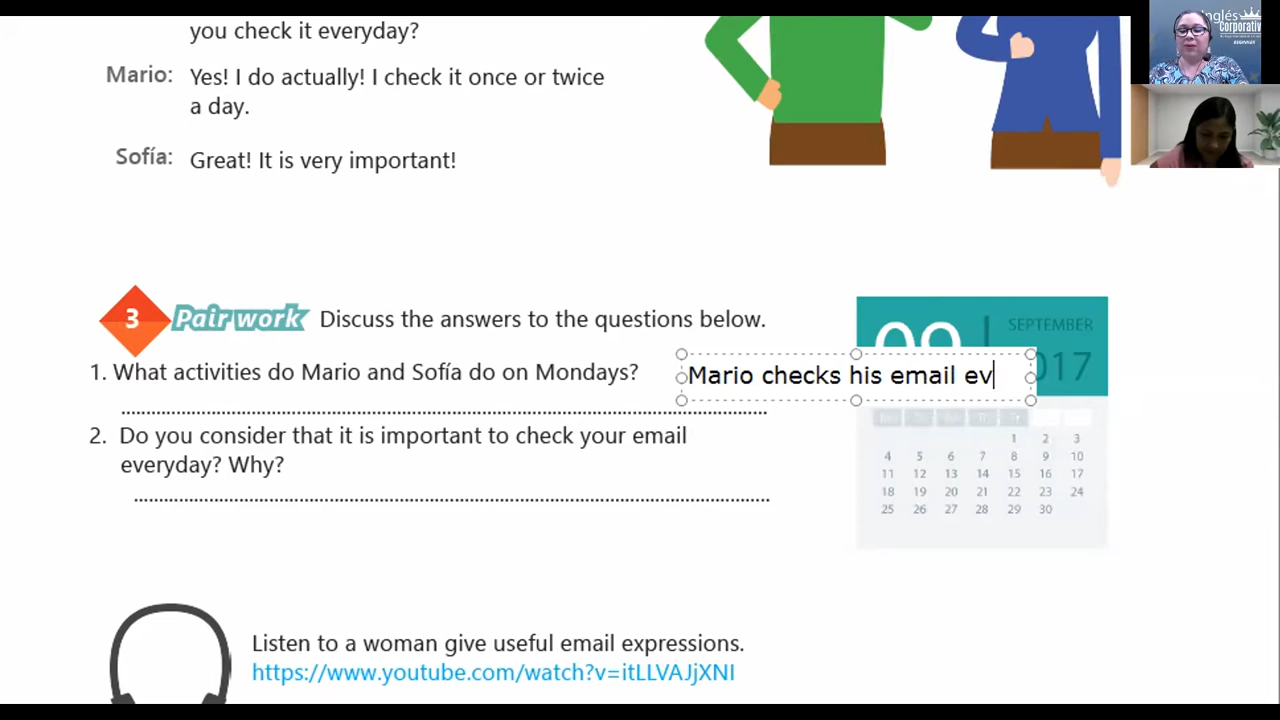 you check it everyday?
Mario: Yes! I do actually! I check it once or twice
a day.
Sofía: Great! It is very important!
3 Pair work Discuss the answers to the questions below.
1. What activities do Mario and Sofía do on Mondays?
Mario checks his email ev
2. Do you consider that it is important to check your email
everyday? Why?
09 SEPTEMBER
2017
1 2 3
4 5 6 7 8 9 10
11 12 13 14 15 16 17
18 19 20 21 22 23 24
25 26 27 28 29 30
Listen to a woman give useful email expressions.
https://www.youtube.com/watch?v=itLLVAJjXNI
Inglés
Corporativo